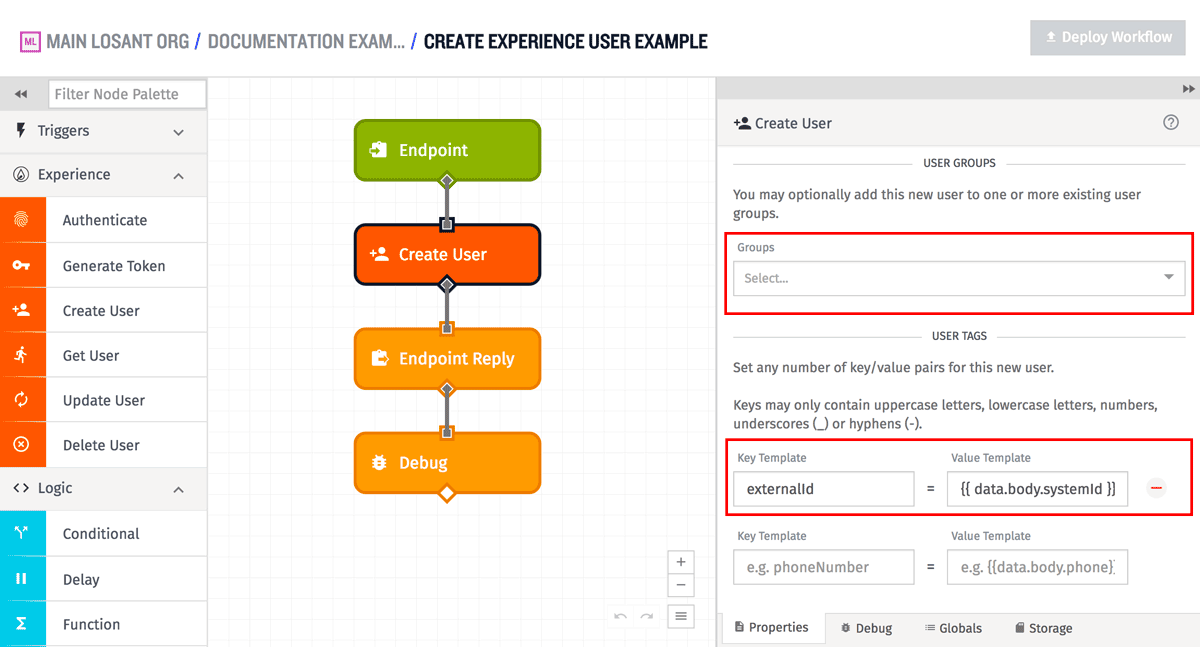 ML MAIN LOSANT ORG / DOCUMENTATION EXAM... / CREATE EXPERIENCE USER EXAMPLE
Deploy Workflow
Filter Node Palette
Triggers
Experience
Authenticate
Generate Token
Create User
Get User
Update User
Delete User
Logic
Conditional
Delay
Function
Endpoint
Create User
Endpoint Reply
Debug
Create User
USER GROUPS
You may optionally add this new user to one or more existing user
groups.
Groups
Select...
USER TAGS
Set any number of key/value pairs for this new user.
Keys may only contain uppercase letters, lowercase letters, numbers,
underscores (_) or hyphens (-).
Key Template Value Template
externalId = {{ data.body.systemId }}
Key Template Value Template
e.g. phoneNumber = e.g. {{data.body.phone}
Properties Debug Globals Storage